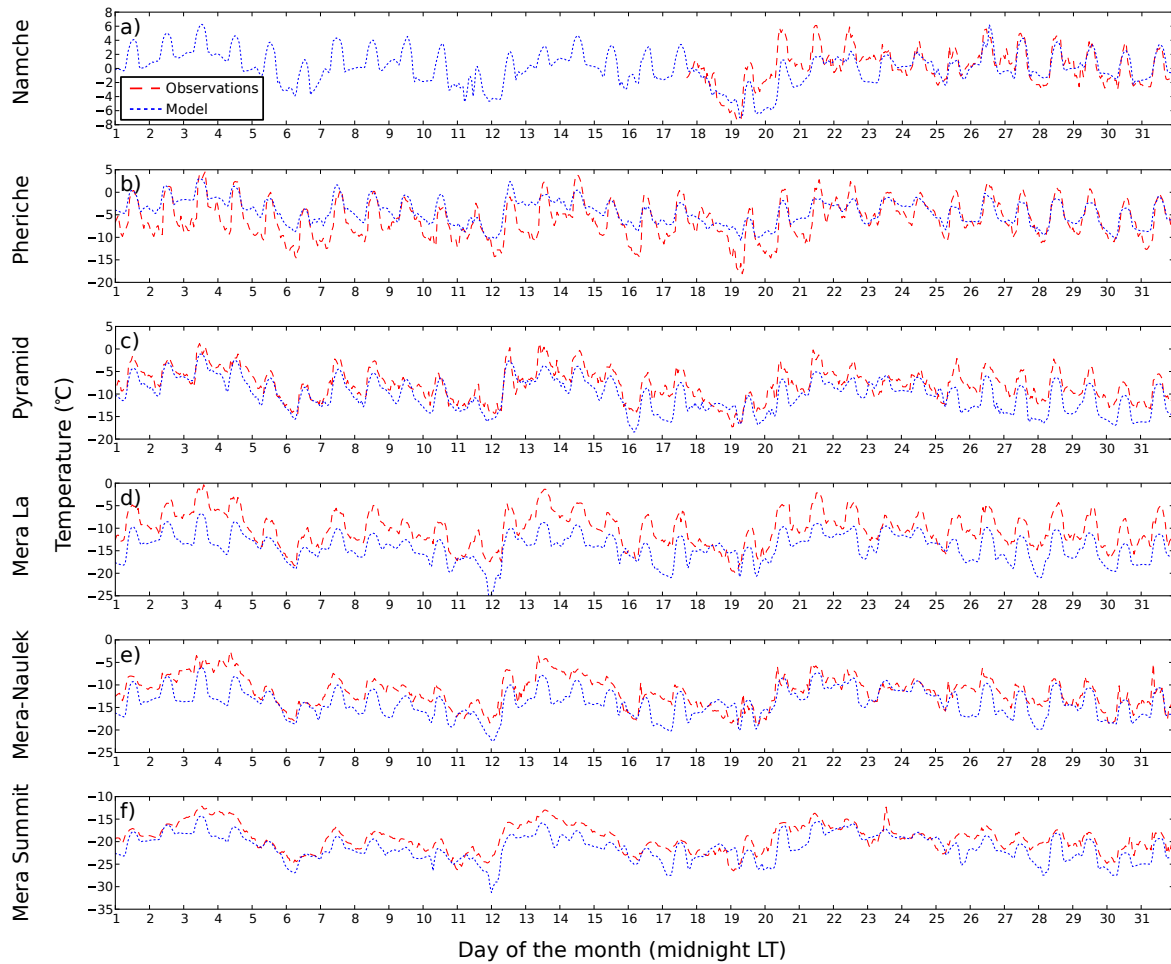 Namche
a)
8
6
4
2
0
−2
−4
−6
−8
Observations
Model
1 2 3 4 5 6 7 8 9 10 11 12 13 14 15 16 17 18 19 20 21 22 23 24 25 26 27 28 29 30 31
Pheriche
b)
5
0
−5
−10
−15
−20
1 2 3 4 5 6 7 8 9 10 11 12 13 14 15 16 17 18 19 20 21 22 23 24 25 26 27 28 29 30 31
Pyramid
Temperature (℃)
c)
5
0
−5
−10
−15
−20
1 2 3 4 5 6 7 8 9 10 11 12 13 14 15 16 17 18 19 20 21 22 23 24 25 26 27 28 29 30 31
Mera La
d)
0
−5
−10
−15
−20
−25
1 2 3 4 5 6 7 8 9 10 11 12 13 14 15 16 17 18 19 20 21 22 23 24 25 26 27 28 29 30 31
Mera-Naulek
e)
0
−5
−10
−15
−20
−25
1 2 3 4 5 6 7 8 9 10 11 12 13 14 15 16 17 18 19 20 21 22 23 24 25 26 27 28 29 30 31
Mera Summit
f)
−10
−15
−20
−25
−30
−35
1 2 3 4 5 6 7 8 9 10 11 12 13 14 15 16 17 18 19 20 21 22 23 24 25 26 27 28 29 30 31
Day of the month (midnight LT)